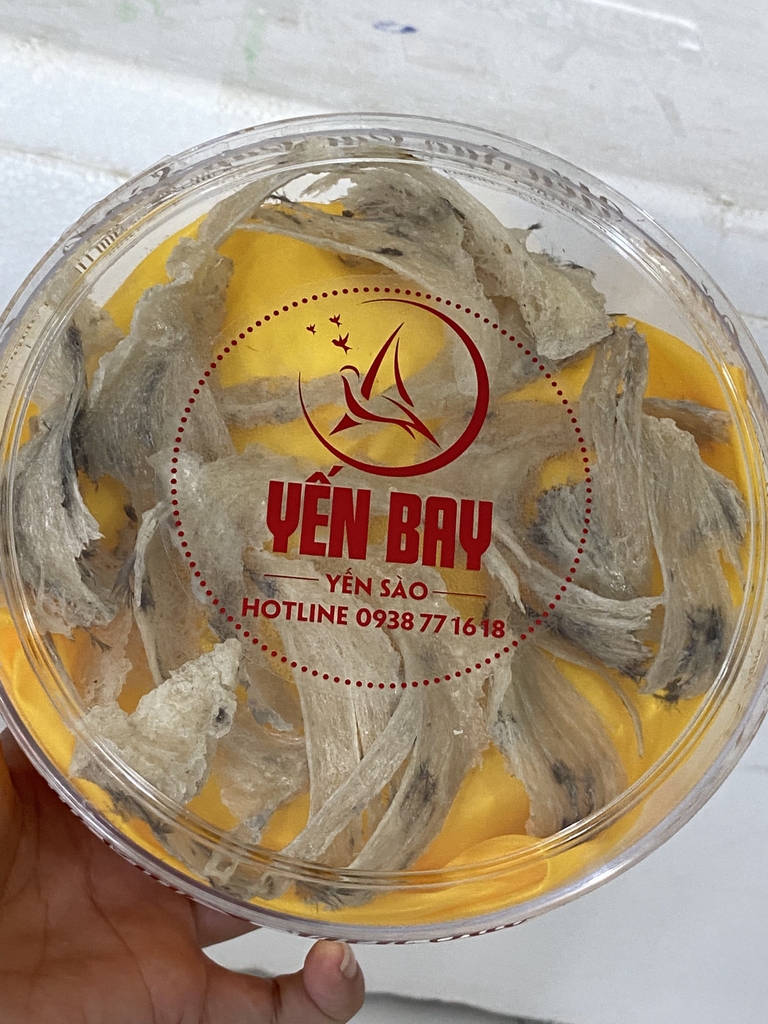 YẾN BAY
YẾN SÀO
HOTLINE 0938 77 16 18